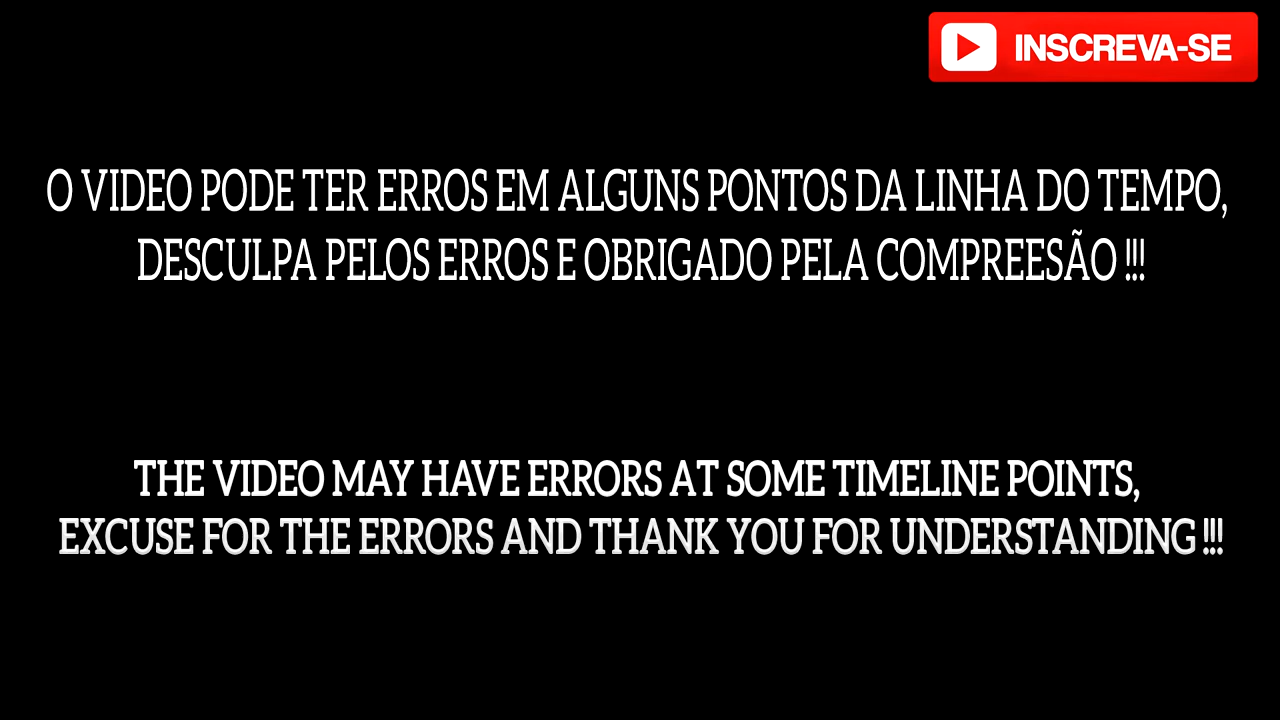 INSCREVA-SE
O VIDEO PODE TER ERROS EM ALGUNS PONTOS DA LINHA DO TEMPO,
DESCULPA PELOS ERROS E OBRIGADO PELA COMPREESÃO !!!
THE VIDEO MAY HAVE ERRORS AT SOME TIMELINE POINTS,
EXCUSE FOR THE ERRORS AND THANK YOU FOR UNDERSTANDING !!!